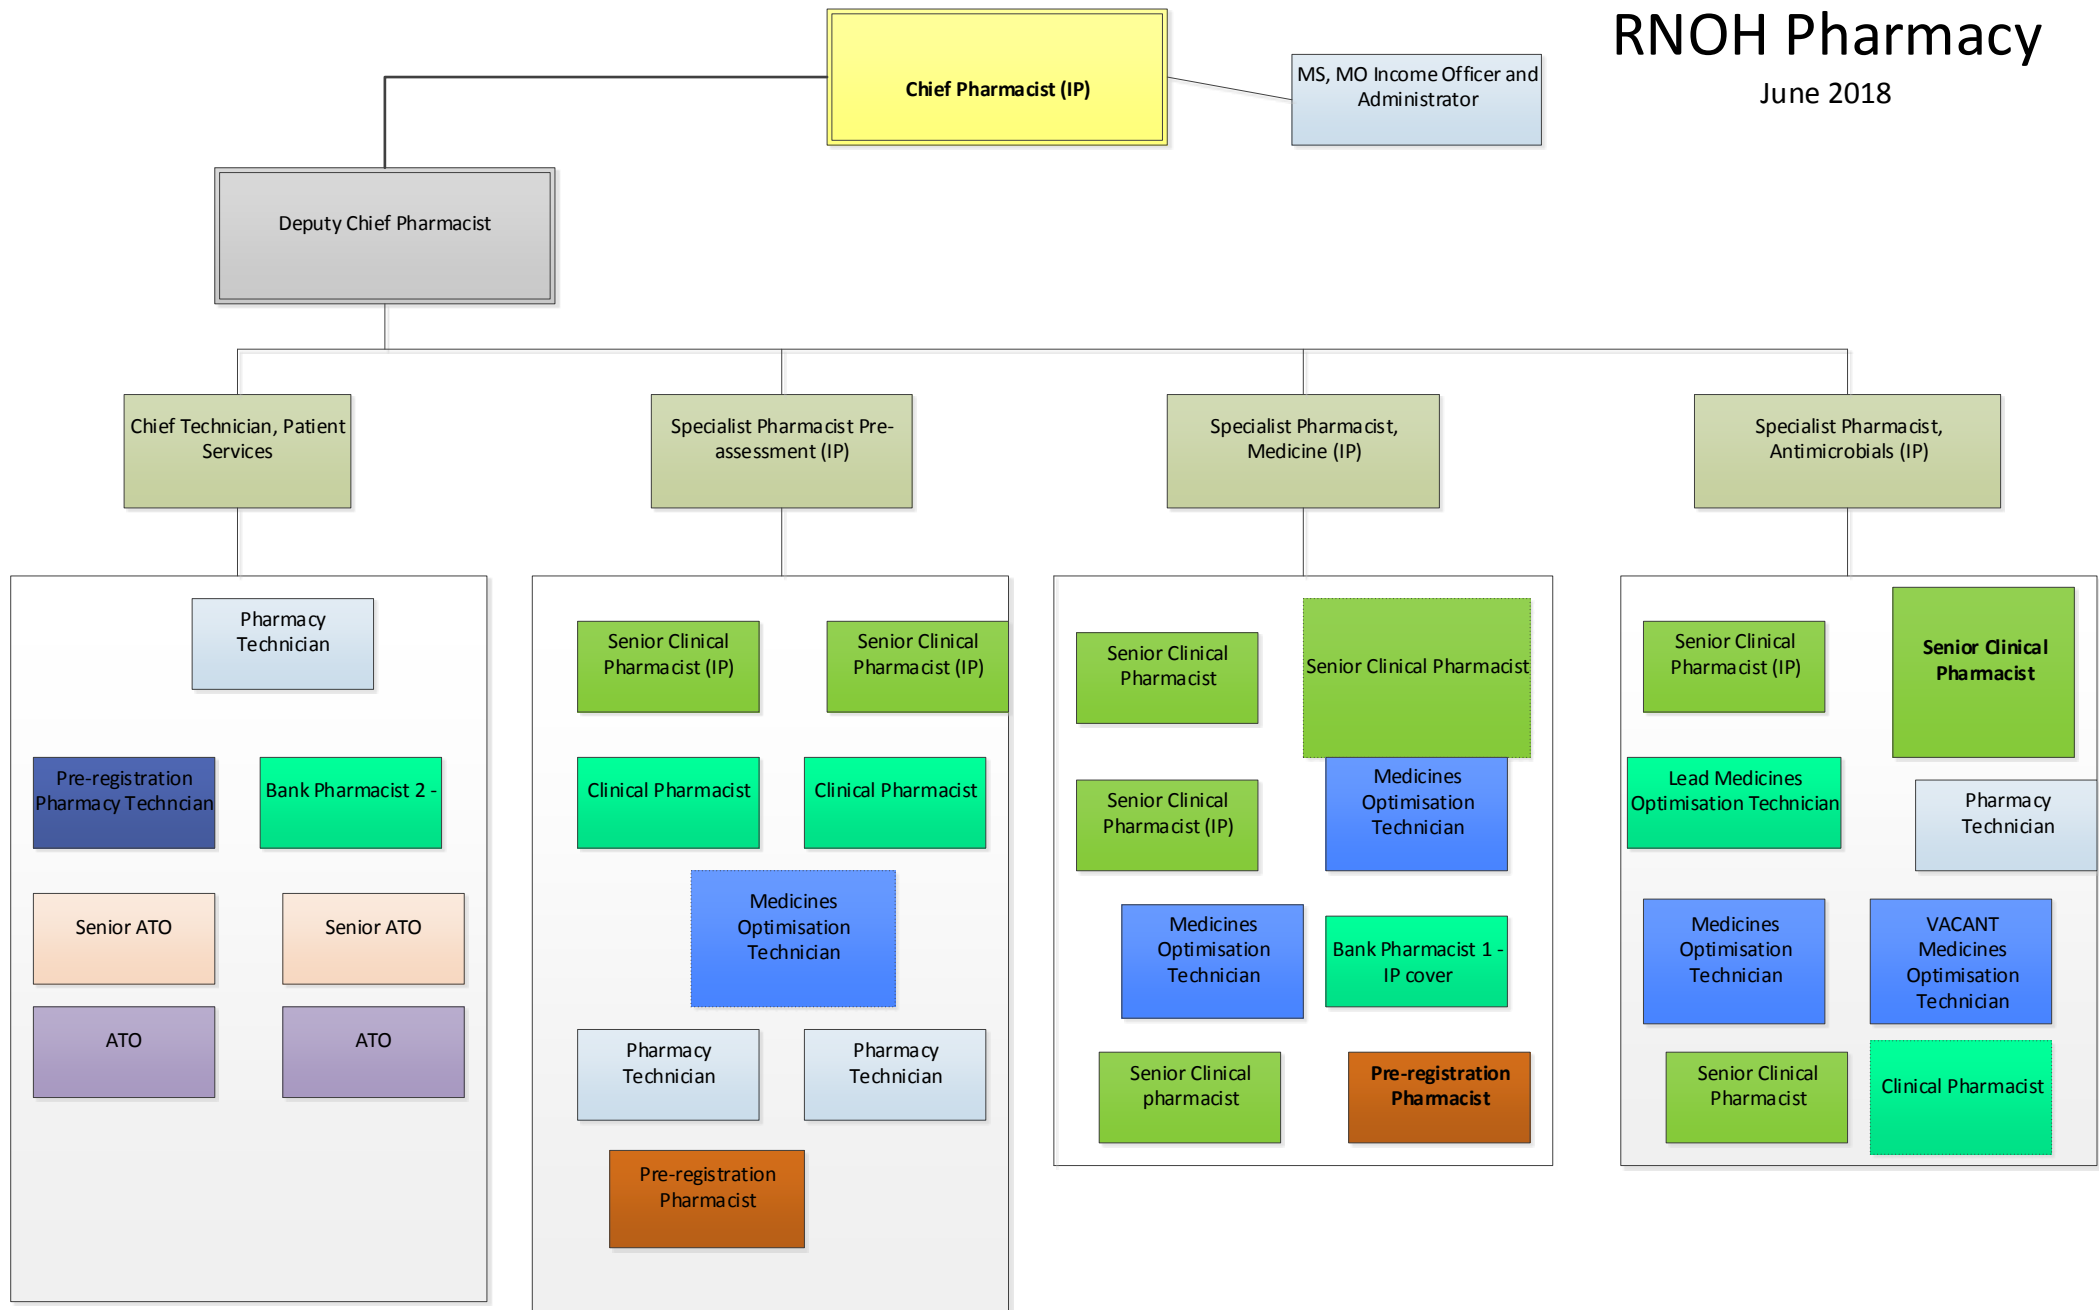 RNOH Pharmacy
June 2018
Chief Pharmacist (IP)
MS, MO Income Officer and
Administrator
Deputy Chief Pharmacist
Chief Technician, Patient
Services
Specialist Pharmacist Pre-
assessment (IP)
Specialist Pharmacist,
Medicine (IP)
Specialist Pharmacist,
Antimicrobials (IP)
Pharmacy
Technician
Pre-registration
Pharmacy Techncian
Bank Pharmacist 2 -
Senior ATO
Senior ATO
ATO
ATO
Senior Clinical
Pharmacist (IP)
Senior Clinical
Pharmacist (IP)
Clinical Pharmacist
Clinical Pharmacist
Medicines
Optimisation
Technician
Pharmacy
Technician
Pharmacy
Technician
Pre-registration
Pharmacist
Senior Clinical
Pharmacist
Senior Clinical Pharmacist
Senior Clinical
Pharmacist (IP)
Medicines
Optimisation
Technician
Medicines
Optimisation
Technician
Bank Pharmacist 1 -
IP cover
Senior Clinical
pharmacist
Pre-registration
Pharmacist
Senior Clinical
Pharmacist (IP)
Senior Clinical
Pharmacist
Lead Medicines
Optimisation Technician
Pharmacy
Technician
Medicines
Optimisation
Technician
VACANT
Medicines
Optimisation
Technician
Senior Clinical
Pharmacist
Clinical Pharmacist